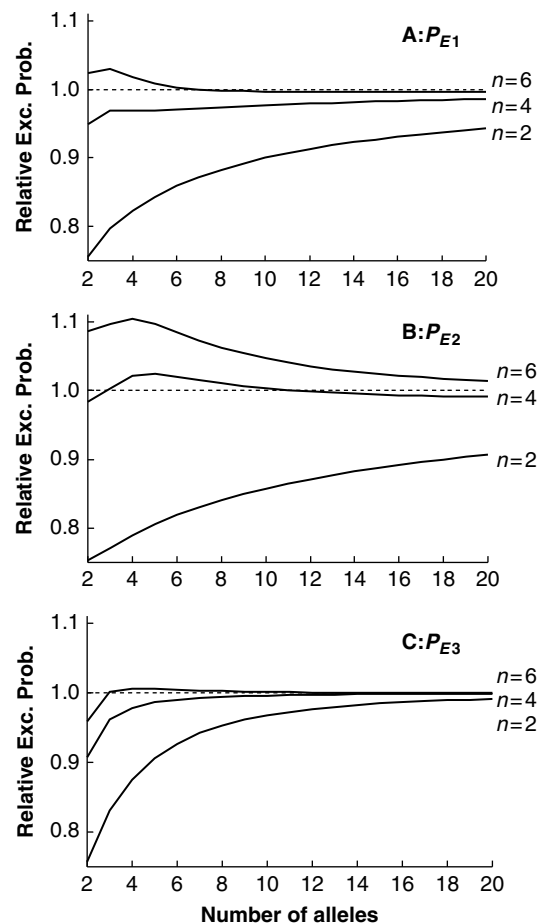 A:PE1
Relative Exc. Prob.
1.1
1.0
0.9
0.8
n=6
n=4
n=2
2 4 6 8 10 12 14 16 18 20
B:PE2
Relative Exc. Prob.
1.1
1.0
0.9
0.8
n=6
n=4
n=2
2 4 6 8 10 12 14 16 18 20
C:PE3
Relative Exc. Prob.
1.1
1.0
0.9
0.8
n=6
n=4
n=2
2 4 6 8 10 12 14 16 18 20
Number of alleles